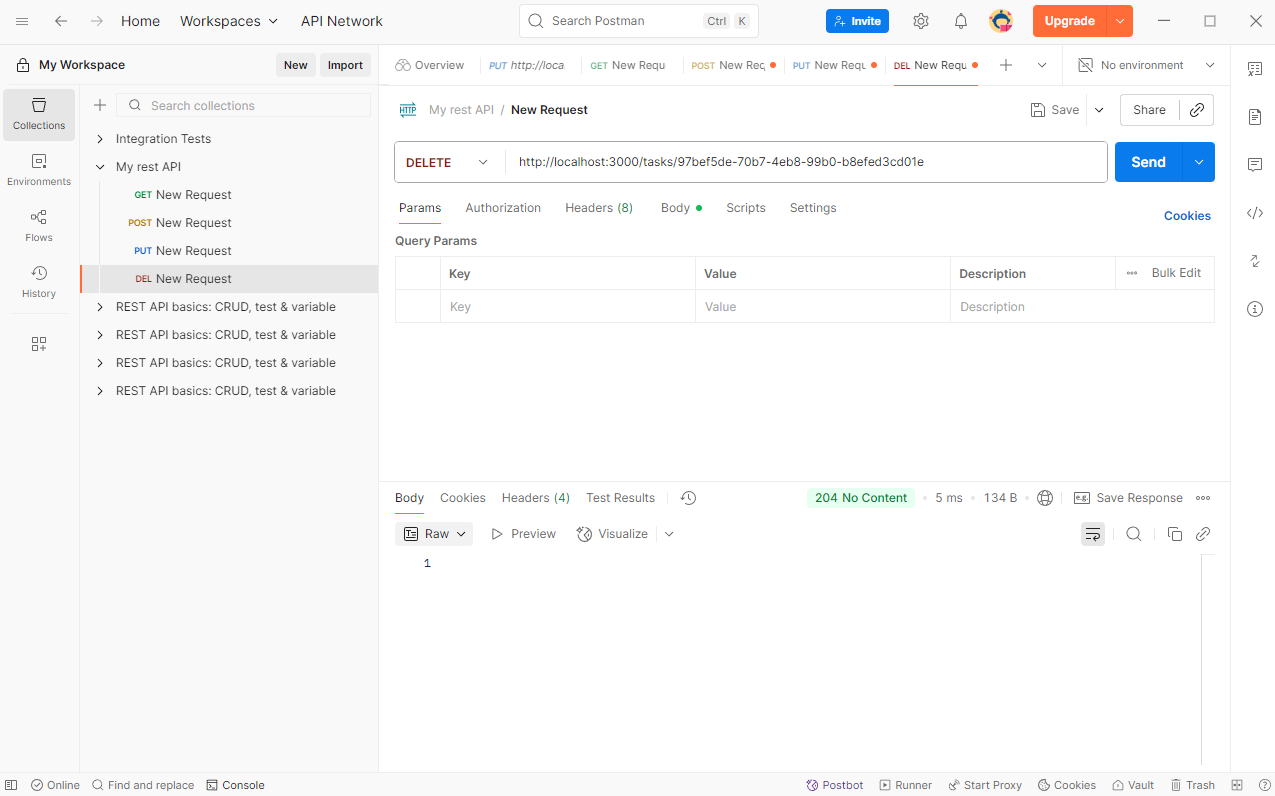 Home Workspaces API Network Search Postman Ctrl K Invite Upgrade
My Workspace New Import Overview PUT http://loca. GET New Requ POST New Req DEL New Requ PUT New Requ No environment
Collections
Search collections
My rest API / New Request Save Share
Integration Tests
My rest API
GET New Request
POST New Request
PUT New Request
DEL New Request
REST API basics: CRUD, test & variable
REST API basics: CRUD, test & variable
REST API basics: CRUD, test & variable
REST API basics: CRUD, test & variable
Environments
Flows
History
DELETE http://localhost:3000/tasks/97bef5de-70b7-4eb8-99b0-b8efed3cd01e Send
Params Authorization Headers (8) Body Scripts Settings Cookies
Query Params
Key Value Description Bulk Edit
Key Value Description
Body Cookies Headers (4) Test Results 204 No Content 5 ms 134 B e.g. Save Response
Raw Preview Visualize
1
Online Find and replace Console Postbot Runner Start Proxy Cookies Vault Trash